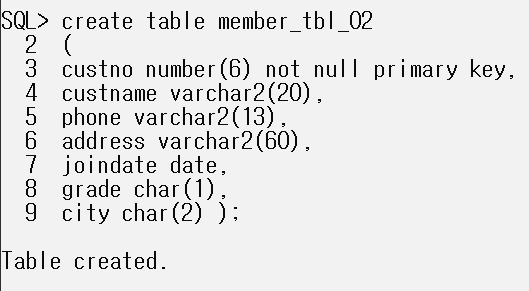 SQL> create table member_tbl_02
2 (
3 custno number(6) not null primary key,
4 custname varchar2(20),
5 phone varchar2(13),
6 address varchar2(60),
7 joindate date,
8 grade char(1),
9 city char(2) );
Table created.